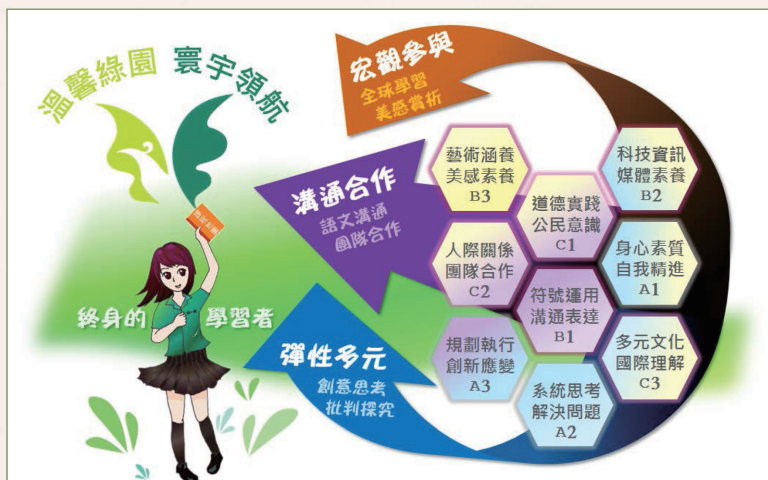 溫馨綠園 寰宇領航
終身的 學習者
宏觀參與
全球學習
美感賞析
溝通合作
語文溝通
團隊合作
彈性多元
創意思考
批判探究
藝術涵養
美感素養
B3
科技資訊
媒體素養
B2
道德實踐
公民意識
C1
人際關係
團隊合作
C2
身心素質
自我精進
A1
符號運用
溝通表達
B1
規劃執行
創新應變
A3
多元文化
國際理解
C3
系統思考
解決問題
A2